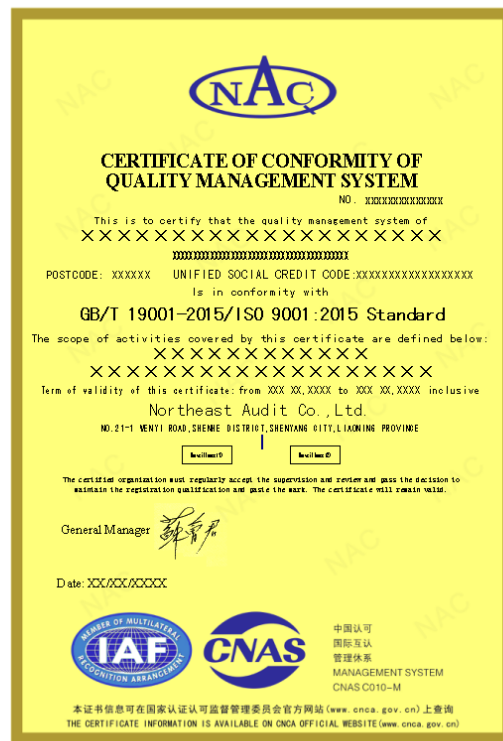 NAC
CERTIFICATE OF CONFORMITY OF
QUALITY MANAGEMENT SYSTEM
NO. XXXXXXXXXXXXXX
This is to certify that the quality management system of
XXXXXXXXXXXXXXXXXXXX
XXXXXXXXXXXXXXXXXXXXXXXXXXXXXXXXXXXXXXXXXX
POSTCODE: XXXXXX UNIFIED SOCIAL CREDIT CODE:XXXXXXXXXXXXXXXXXX
Is in conformity with
GB/T 19001-2015/ISO 9001:2015 Standard
The scope of activities covered by this certificate are defined below:
XXXXXXXXXXXX
XXXXXXXXXXXXXXXXXXX
Term of validity of this certificate: from XXX XX,XXXX to XXX XX,XXXX inclusive
Northeast Audit Co.,Ltd.
NO.21-1 WENYI ROAD,SHENHE DISTRICT,SHENYANG CITY,LIAONING PROVINCE
The certified organization must regularly accept the supervision and review and pass the decision to
maintain the registration qualification and paste the mark. The certificate will remain valid.
General Manager
Date: XX/XX/XXXX
MEMBER OF MULTILATERAL
IAF
RECOGNITION ARRANGEMENT
CNAS
中国认可
国际互认
管理体系
MANAGEMENT SYSTEM
CNAS C010-M
本证书信息可在国家认证认可监督管理委员会官方网站(www.cnca.gov.cn)上查询
THE CERTIFICATE INFORMATION IS AVAILABLE ON CNCA OFFICIAL WEBSITE(www.cnca.gov.cn)